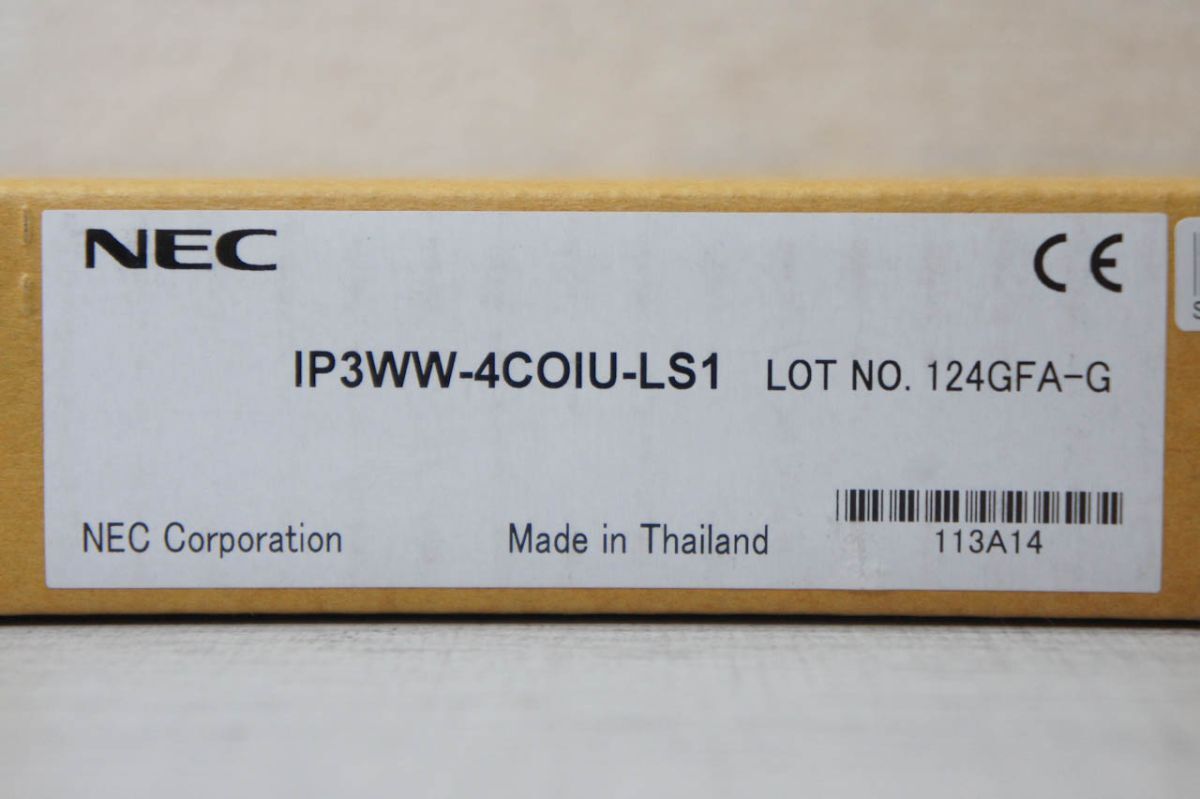 NEC CE
IP3WW-4COIU-LS1 LOT NO. 124GFA-G
NEC Corporation Made in Thailand 113A14
S